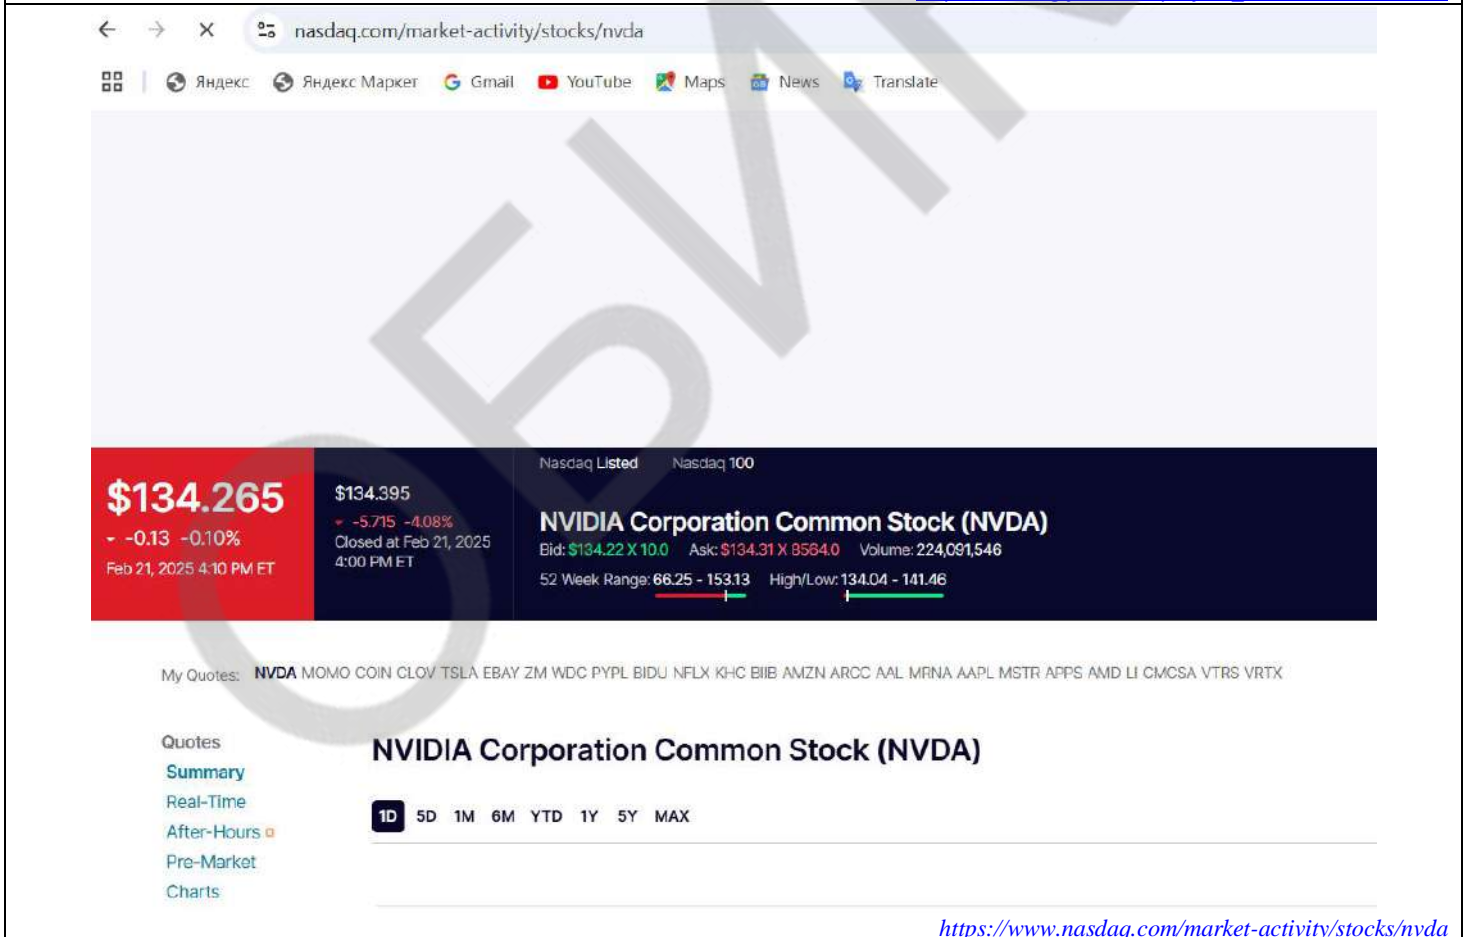 nasdaq.com/market-activity/stocks/nvda
Яндекс Яндекс Маркет Gmail YouTube Maps News Translate
ОБИ
$134.265
-0.13 -0.10%
Feb 21, 2025 4:10 PM ET
$134.395
-5.715 -4.08%
Closed at Feb 21, 2025
4:00 PM ET
Nasdaq Listed Nasdaq 100
NVIDIA Corporation Common Stock (NVDA)
Bid: $134.22 X 10.0 Ask: $134.31 X 8564.0 Volume: 224,091,546
52 Week Range: 66.25 - 153.13 High/Low: 134.04 - 141.46
My Quotes: NVDA MOMO COIN CLOV TSLA EBAY ZM WDC PYPL BIDU NFLX KHC BIIB AMZN ARCC AAL MRNA AAPL MSTR APPS AMD LI CMCSA VTRS VRTX
Quotes
Summary
Real-Time
After-Hours
Pre-Market
Charts
NVIDIA Corporation Common Stock (NVDA)
1D 5D 1M 6M YTD 1Y 5Y MAX
https://www.nasdaq.com/market-activity/stocks/nvda